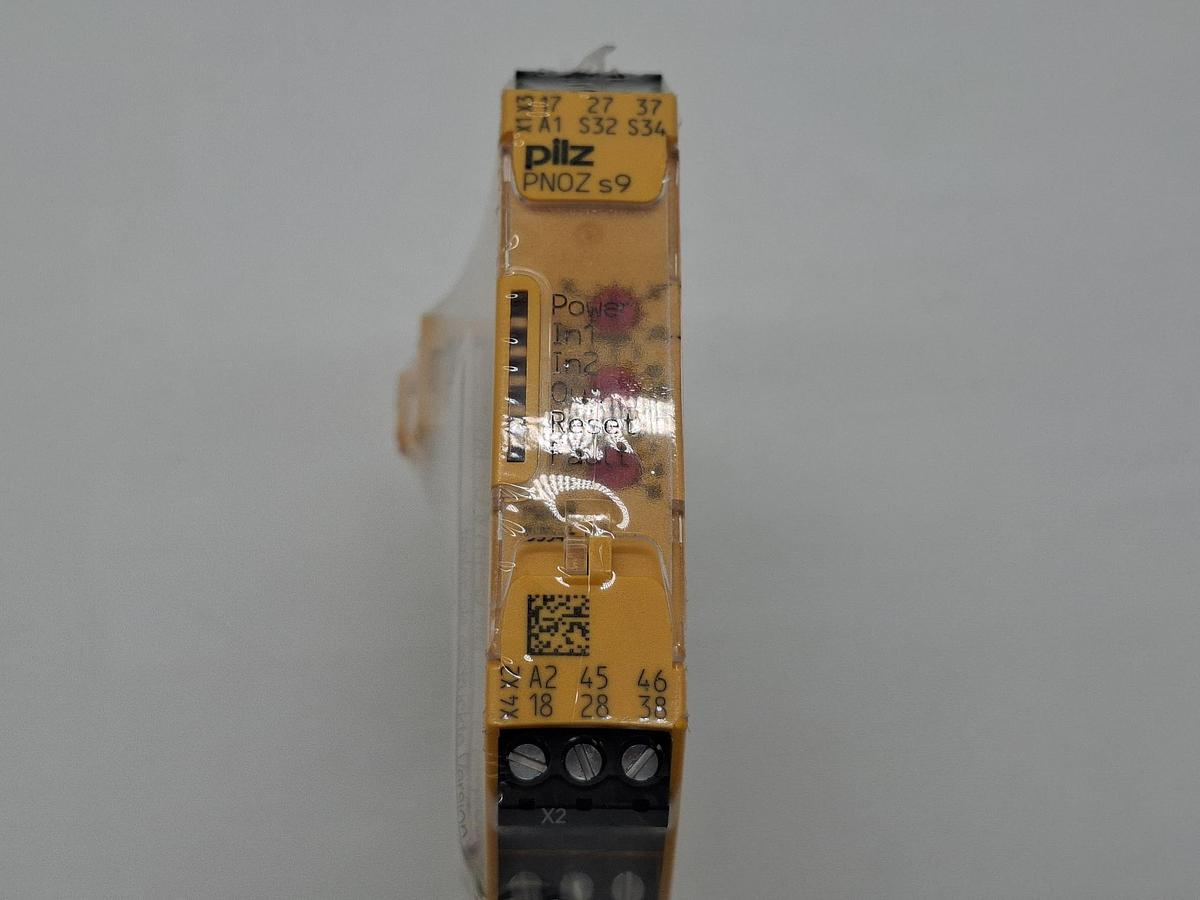 X1 X3 17 27 37
A1 S32 S34
pilz
PNOZ s9
Power
In1
In2
Reset
Fault
X4 X2 A2 45 46
18 28 38
X2